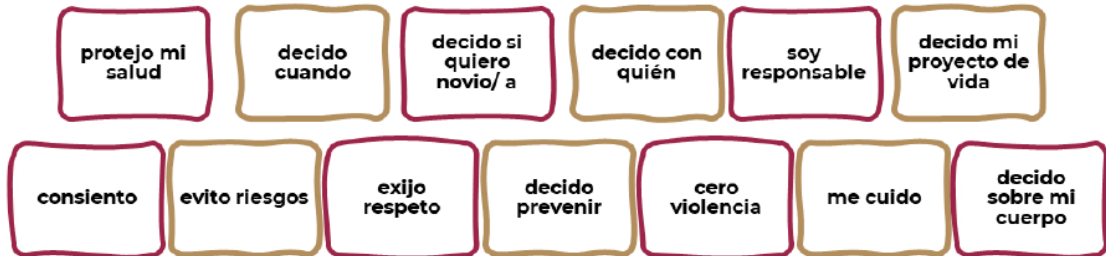 protejo mi
salud
decido
cuando
decido si
quiero
novio/ a
decido con
quién
soy
responsable
decido mi
proyecto de
vida
consiento
evito riesgos
exijo
respeto
decido
prevenir
cero
violencia
me cuido
decido
sobre mi
cuerpo